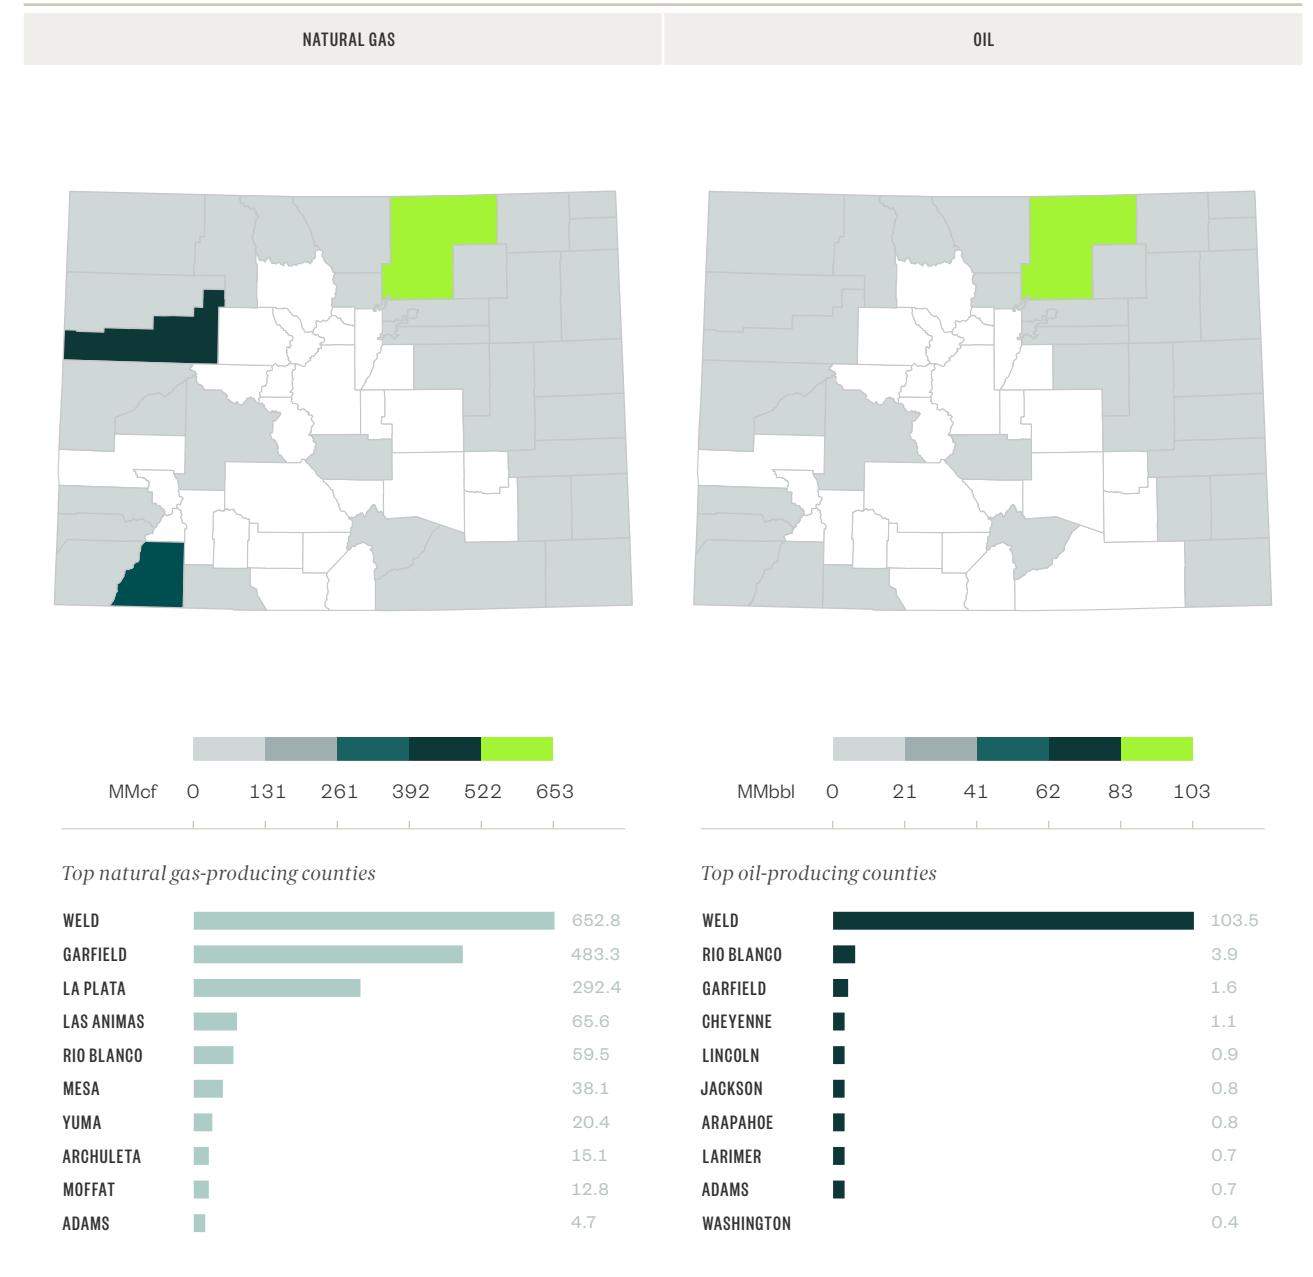 NATURAL GAS
OIL
MMcf 0 131 261 392 522 653
MMbbl 0 21 41 62 83 103
Top natural gas-producing counties
WELD 652.8
GARFIELD 483.3
LA PLATA 292.4
LAS ANIMAS 65.6
RIO BLANCO 59.5
MESA 38.1
YUMA 20.4
ARCHULETA 15.1
MOFFAT 12.8
ADAMS 4.7
Top oil-producing counties
WELD 103.5
RIO BLANCO 3.9
GARFIELD 1.6
CHEYENNE 1.1
LINCOLN 0.9
JACKSON 0.8
ARAPAHOE 0.8
LARIMER 0.7
ADAMS 0.7
WASHINGTON 0.4